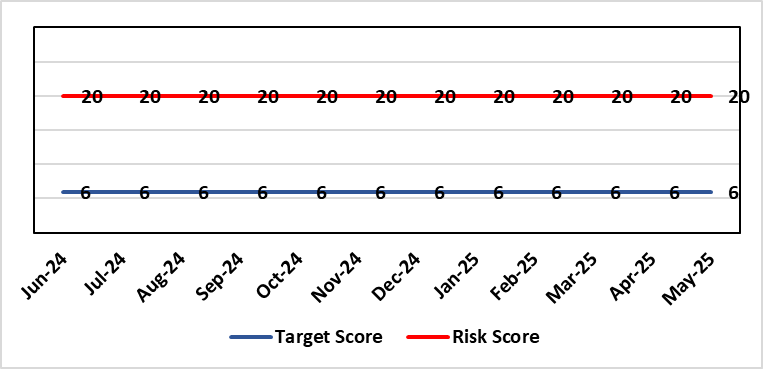 20 20 20 20 20 20 20 20 20 20 20 20
6 6 6 6 6 6 6 6 6 6 6 6
Jun-24 Jul-24 Aug-24 Sep-24 Oct-24 Nov-24 Dec-24 Jan-25 Feb-25 Mar-25 Apr-25 May-25
Target Score Risk Score